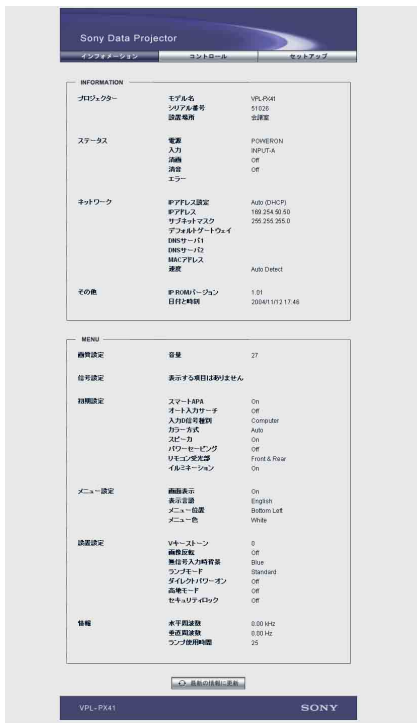 Sony Data Projector
インフォメーション コントロール セットアップ
INFORMATION
プロジェクター モデル名 VPL-PX41
シリアル番号 51026
設置場所 会議室
ステータス 電源 POWERON
入力 INPUT-A
消画 Off
消音 Off
エラー
ネットワーク IPアドレス設定 Auto (DHCP)
IPアドレス 169.254.50.50
サブネットマスク 255.255.255.0
デフォルトゲートウェイ
DNSサーバ1
DNSサーバ2
MACアドレス
速度 Auto Detect
その他 IP ROMバージョン 1.01
日付と時刻 2004/11/12 17:46
MENU
画質設定 音量 27
信号設定 表示する項目はありません
初期設定 スマートAPA On
オート入力サーチ Off
入力D信号種別 Computer
カラー方式 Auto
スピーカ On
パワーセービング Off
リモコン受光部 Front & Rear
イルミネーション On
メニュー設定 画面表示 On
表示言語 English
メニュー位置 Bottom Left
メニュー色 White
設置設定 Vキーストーン 0
画像反転 Off
無信号入力時背景 Blue
ランプモード Standard
ダイレクトパワーオン Off
高地モード Off
セキュリティロック Off
情報 水平周波数 0.00 kHz
垂直周波数 0.00 Hz
ランプ使用時間 25
最新の情報に更新
VPL-PX41 SONY